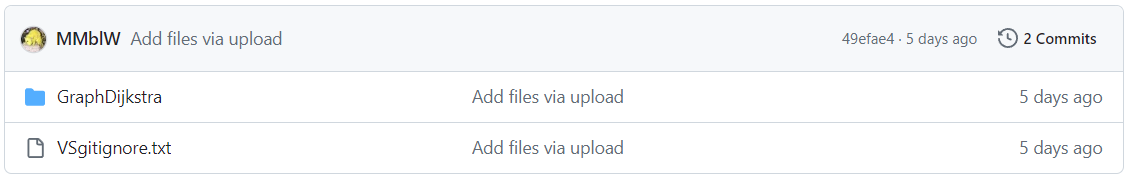 MMblW Add files via upload 49efae4 · 5 days ago 2 Commits
GraphDijkstra Add files via upload 5 days ago
VSgitignore.txt Add files via upload 5 days ago